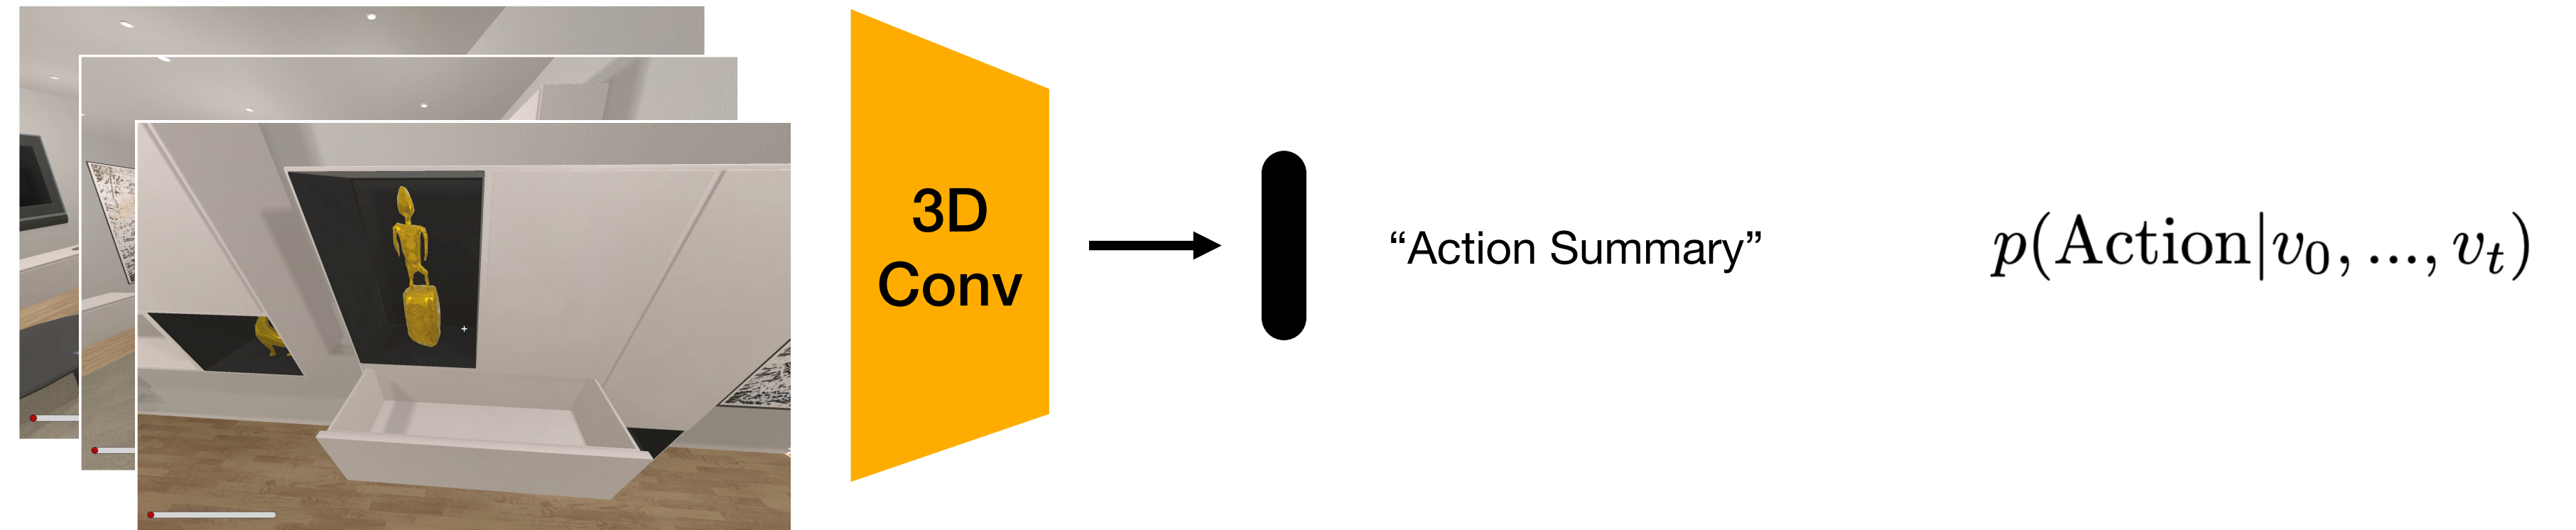 3D
Conv
“Action Summary”
p(Action|v₀, ..., vₜ)